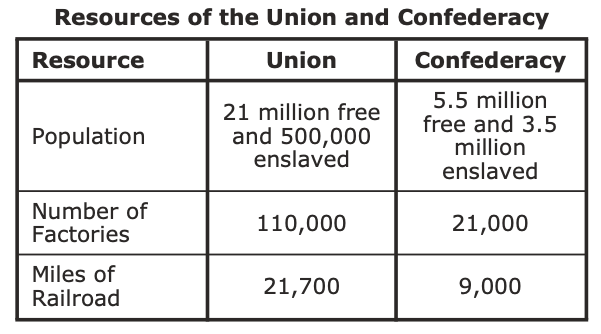 Resources of the Union and Confederacy
Resource Union Confederacy
Population
21 million free
and 500,000
enslaved
5.5 million
free and 3.5
million
enslaved
Number of
Factories
110,000
21,000
Miles of
Railroad
21,700
9,000